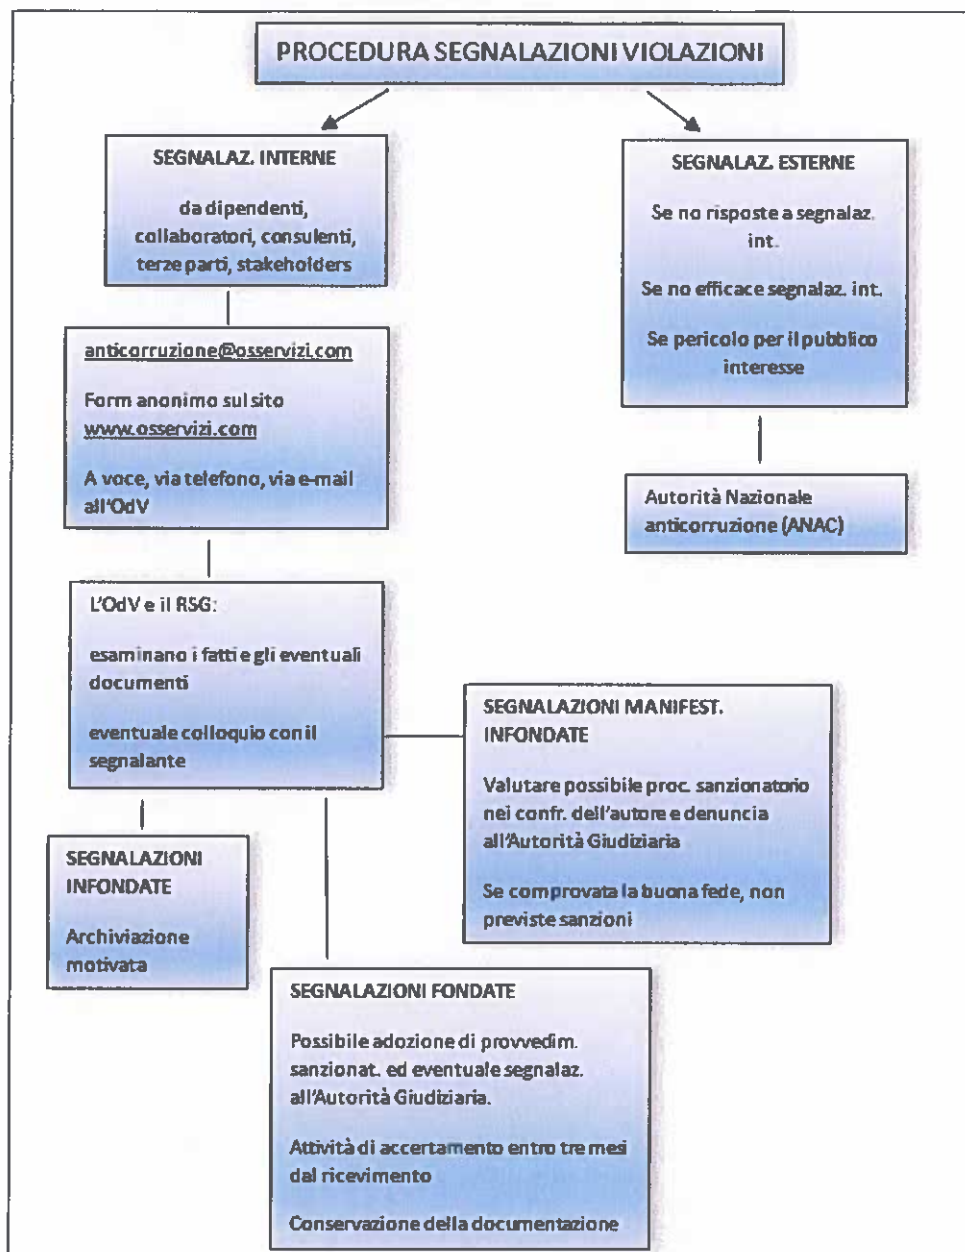 PROCEDURA SEGNALAZIONI VIOLAZIONI
SEGNALAZ. INTERNE
da dipendenti,
collaboratori, consulenti,
terze parti, stakeholders
anticorruzione@osservizi.com
Form anonimo sul sito
www.osservizi.com
A voce, via telefono, via e-mail
all'OdV
L'OdV e il RSG:
esaminano i fatti e gli eventuali
documenti
eventuale colloquio con il
segnalante
SEGNALAZIONI
INFONDATE
Archiviazione
motivata
SEGNALAZIONI FONDATE
Possibile adozione di provvedim.
sanzionat. ed eventuale segnalaz.
all'Autorità Giudiziaria.
Attività di accertamento entro tre mesi
dal ricevimento
Conservazione della documentazione
SEGNALAZIONI MANIFEST.
INFONDATE
Valutare possibile proc. sanzionatorio
nei confr. dell'autore e denuncia
all'Autorità Giudiziaria
Se comprovata la buona fede, non
previste sanzioni
SEGNALAZ. ESTERNE
Se no risposte a segnalaz.
int.
Se no efficace segnalaz. int.
Se pericolo per il pubblico
interesse
Autorità Nazionale
anticorruzione (ANAC)